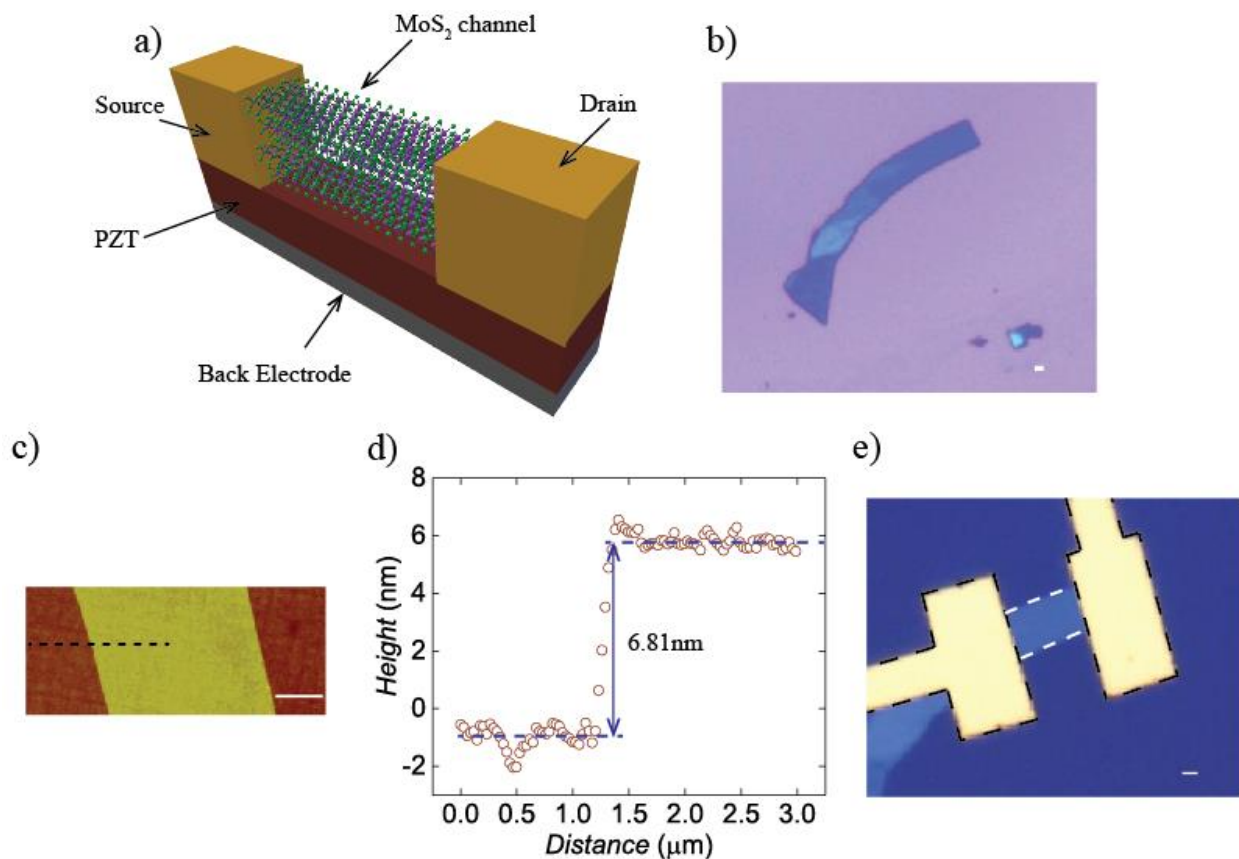 a)
MoS₂ channel
Source
Drain
PZT
Back Electrode
b)
c)
d)
8
6
4
2
0
-2
Height (nm)
6.81nm
0.0 0.5 1.0 1.5 2.0 2.5 3.0
Distance (μm)
e)